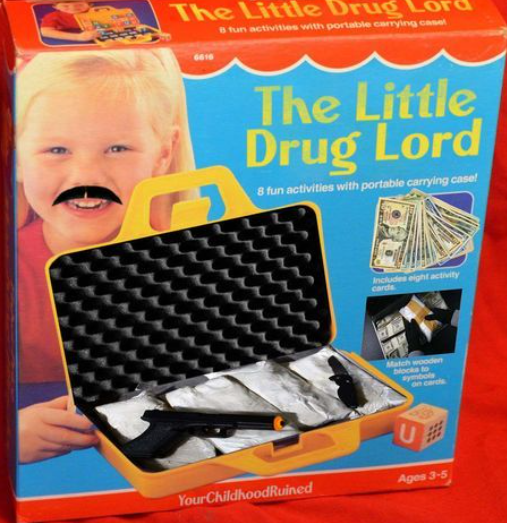 The Little Drug Lord
8 fun activities with portable carrying case!
6616
The Little
Drug Lord
8 fun activities with portable carrying case!
Includes eight activity
cards.
Match wooden
blocks to
symbols
on cards.
U
Ages 3-5
YourChildhoodRuined